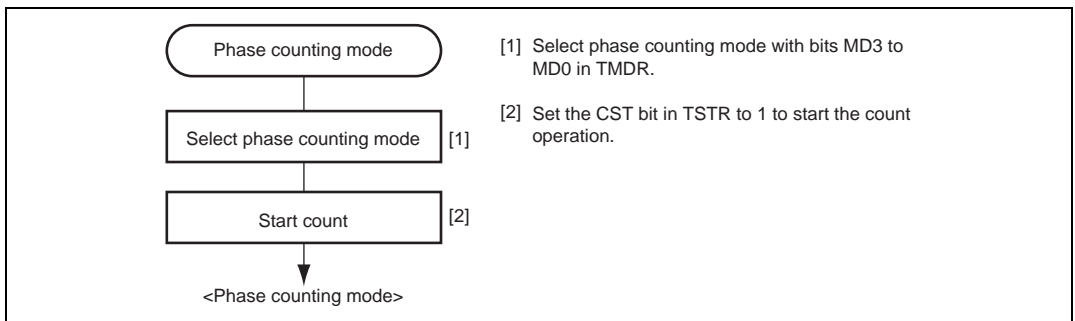 Phase counting mode
Select phase counting mode [1]
Start count [2]
<Phase counting mode>
[1] Select phase counting mode with bits MD3 to
MD0 in TMDR.
[2] Set the CST bit in TSTR to 1 to start the count
operation.